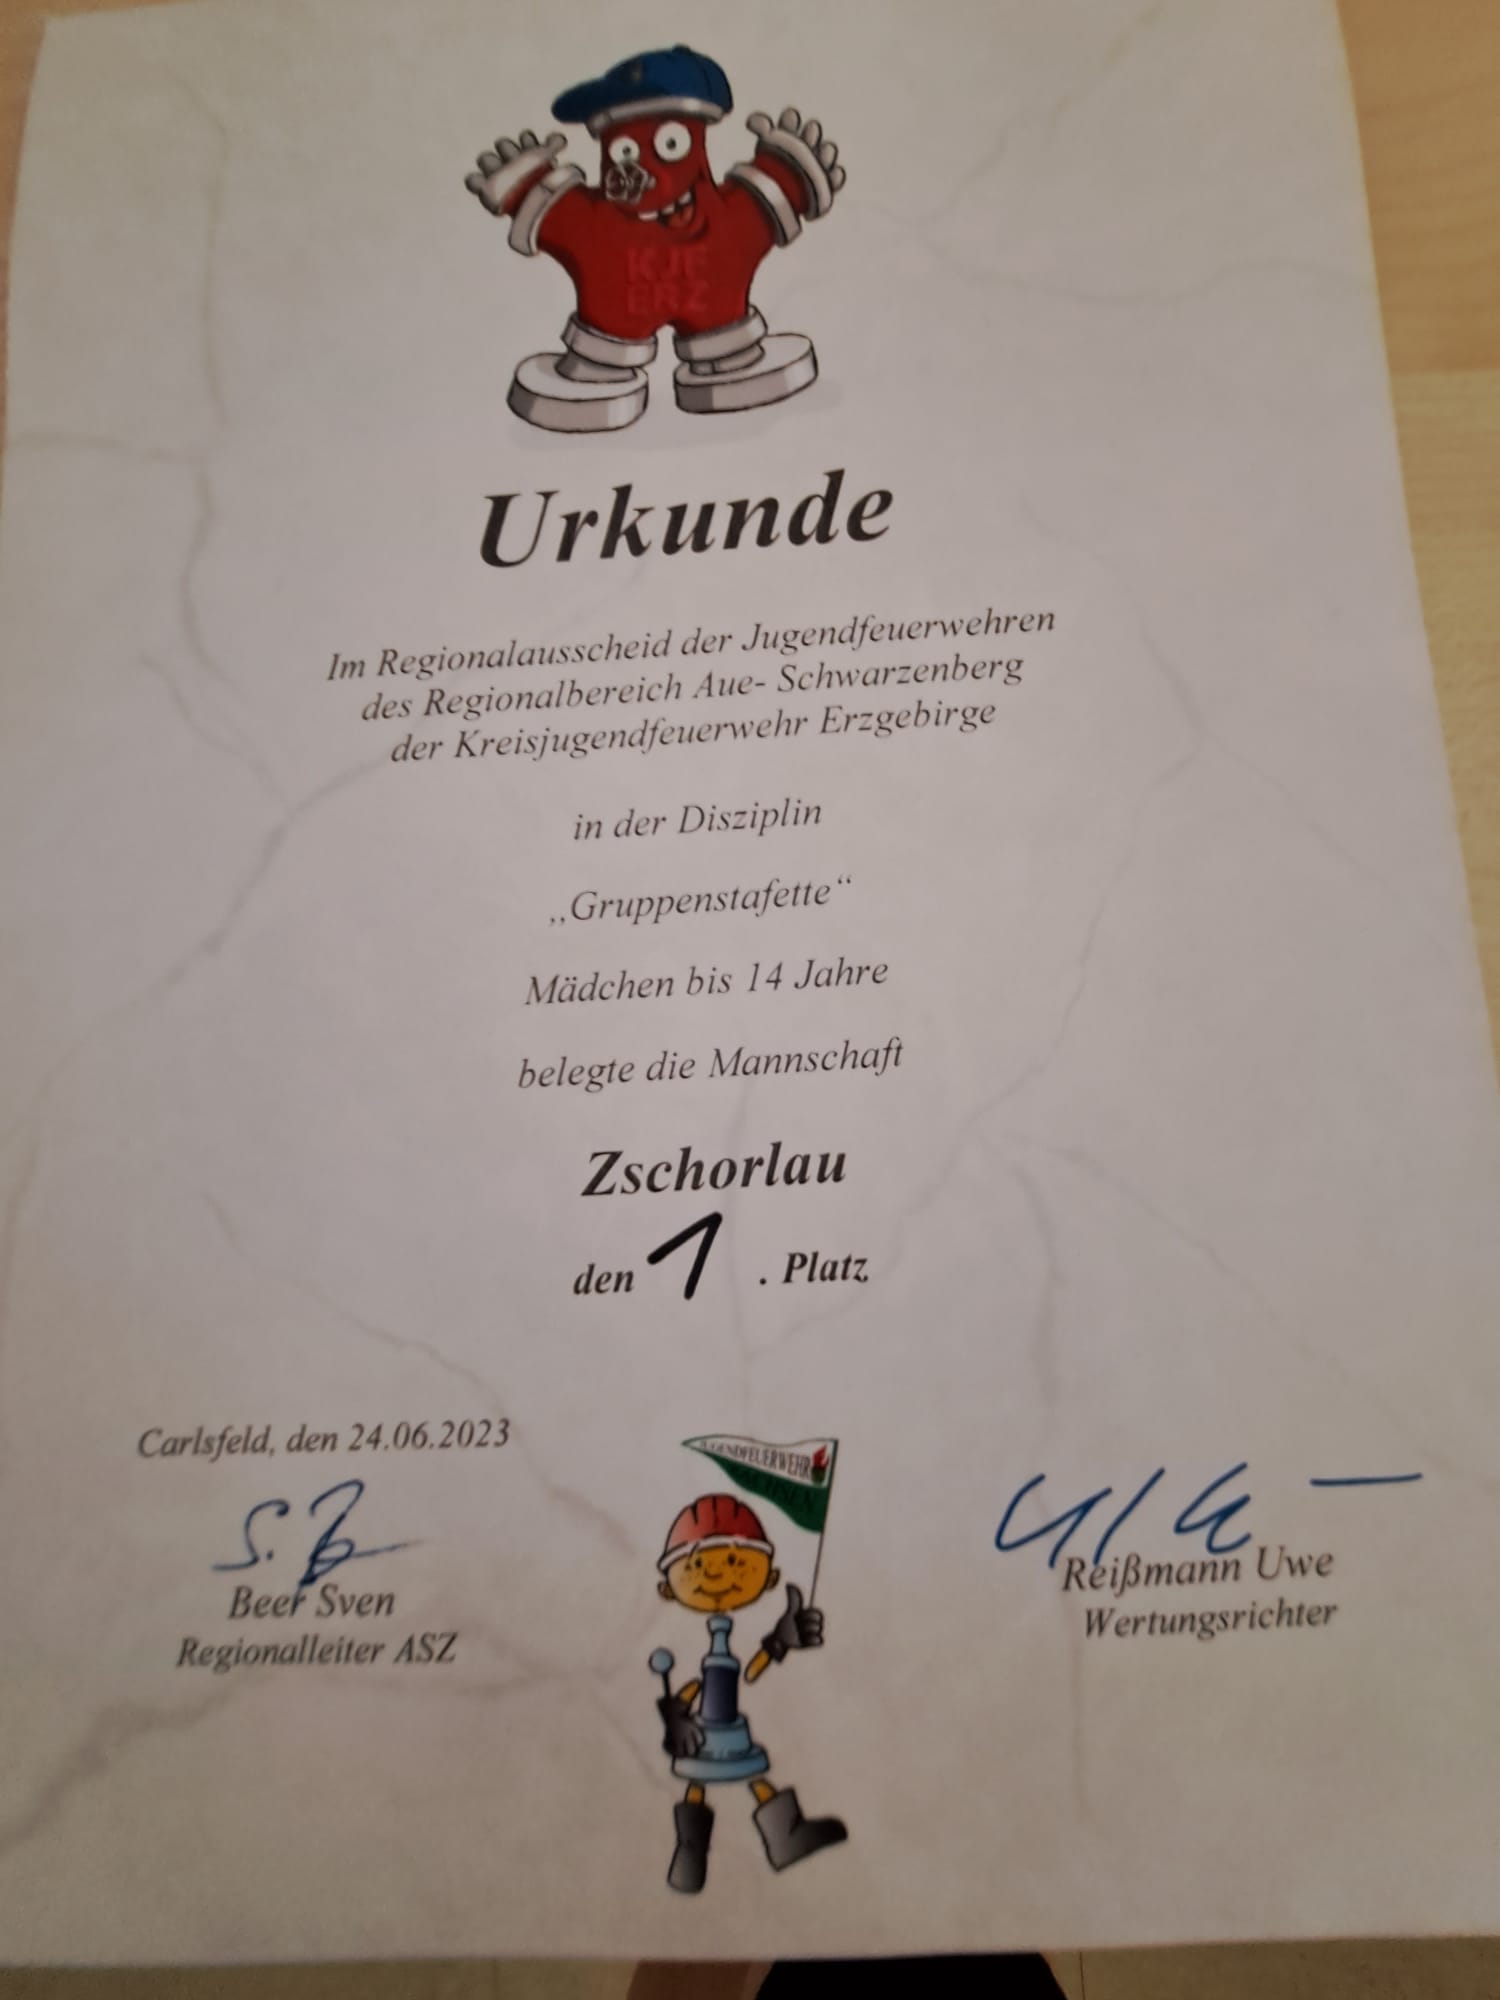 KJF
ERZ
Urkunde
Im Regionalausscheid der Jugendfeuerwehren
des Regionalbereich Aue- Schwarzenberg
der Kreisjugendfeuerwehr Erzgebirge
in der Disziplin
„Gruppenstafette“
Mädchen bis 14 Jahre
belegte die Mannschaft
Zschorlau
den 1 . Platz
Carlsfeld, den 24.06.2023
JUGENDFEUERWEHR
SACHSEN
Beer Sven
Regionalleiter ASZ
Reißmann Uwe
Wertungsrichter